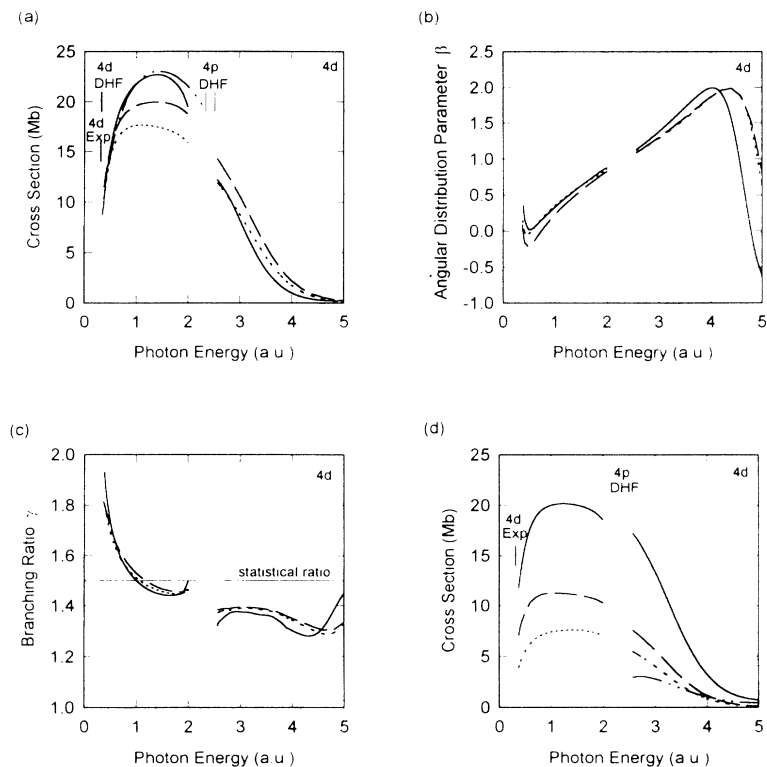 (a)
25
20
15
10
5
0
Cross Section (Mb)
4d
DHF
4d
Exp
4p
DHF
4d
0 1 2 3 4 5
Photon Energy (a u )
(b)
2.5
2.0
1.5
1.0
0.5
0.0
-0.5
-1.0
Angular Distribution Parameter β
4d
0 1 2 3 4 5
Photon Enegry (a u )
(c)
2.0
1.8
1.6
1.4
1.2
1.0
Branching Ratio γ
4d
statistical ratio
0 1 2 3 4 5
Photon Energy (a.u )
(d)
25
20
15
10
5
0
Cross Section (Mb)
4d
Exp
4p
DHF
4d
0 1 2 3 4 5
Photon Energy (a.u.)